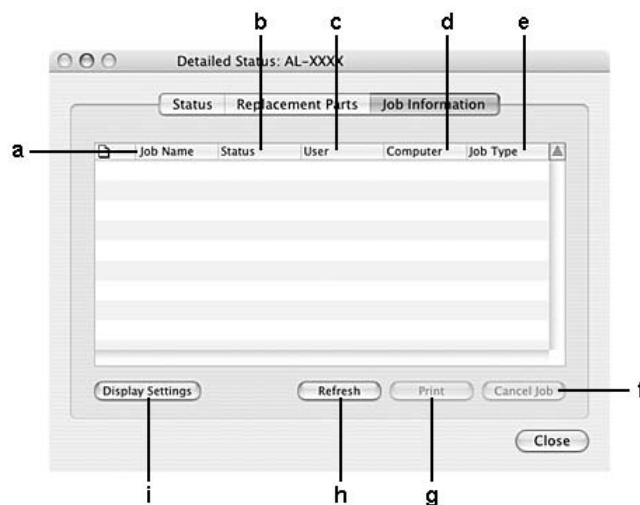 b c d e
Detailed Status: AL-XXXX
Status Replacement Parts Job Information
a Job Name Status User Computer Job Type
Display Settings Refresh Print Cancel Job f
Close
i h g